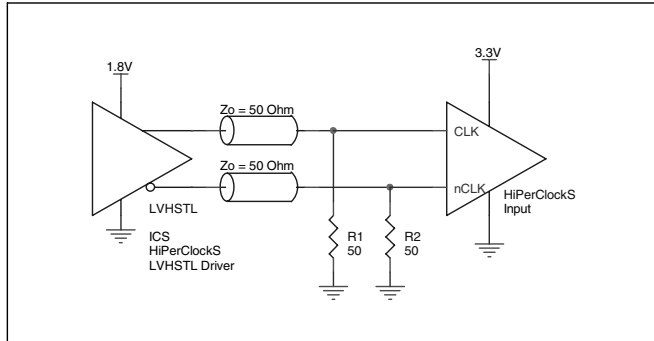 1.8V
3.3V
Zo = 50 Ohm
CLK
Zo = 50 Ohm
nCLK
HiPerClockS
Input
LVHSTL
ICS
HiPerClockS
LVHSTL Driver
R1
50
R2
50